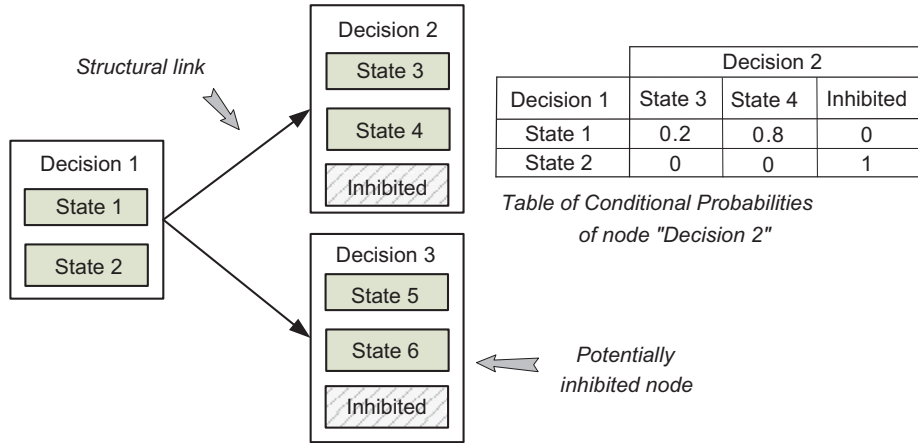 Structural link
Decision 1
State 1
State 2
Decision 2
State 3
State 4
Inhibited
Decision 3
State 5
State 6
Inhibited
Decision 2
Decision 1 State 3 State 4 Inhibited
State 1 0.2 0.8 0
State 2 0 0 1
Table of Conditional Probabilities
of node "Decision 2"
Potentially
inhibited node